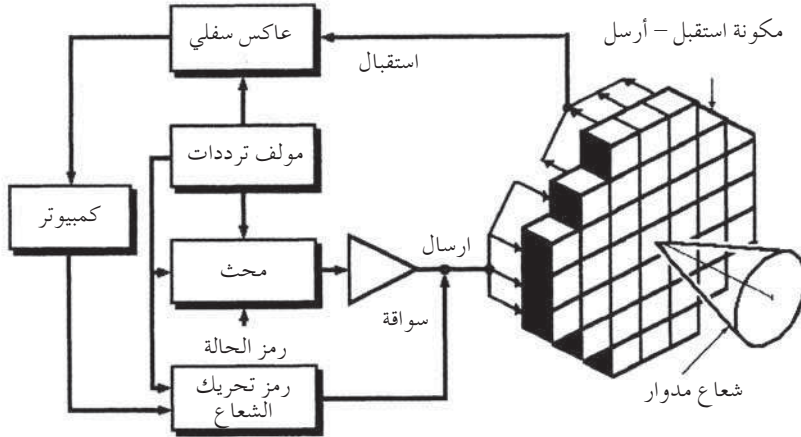 عاكس سفلي
مكونة استقبل – أرسل
استقبال
مولف ترددات
كمبيوتر
ارسال
محث
سواقة
رمز الحالة
رمز تحريك
الشعاع
شعاع مدوار